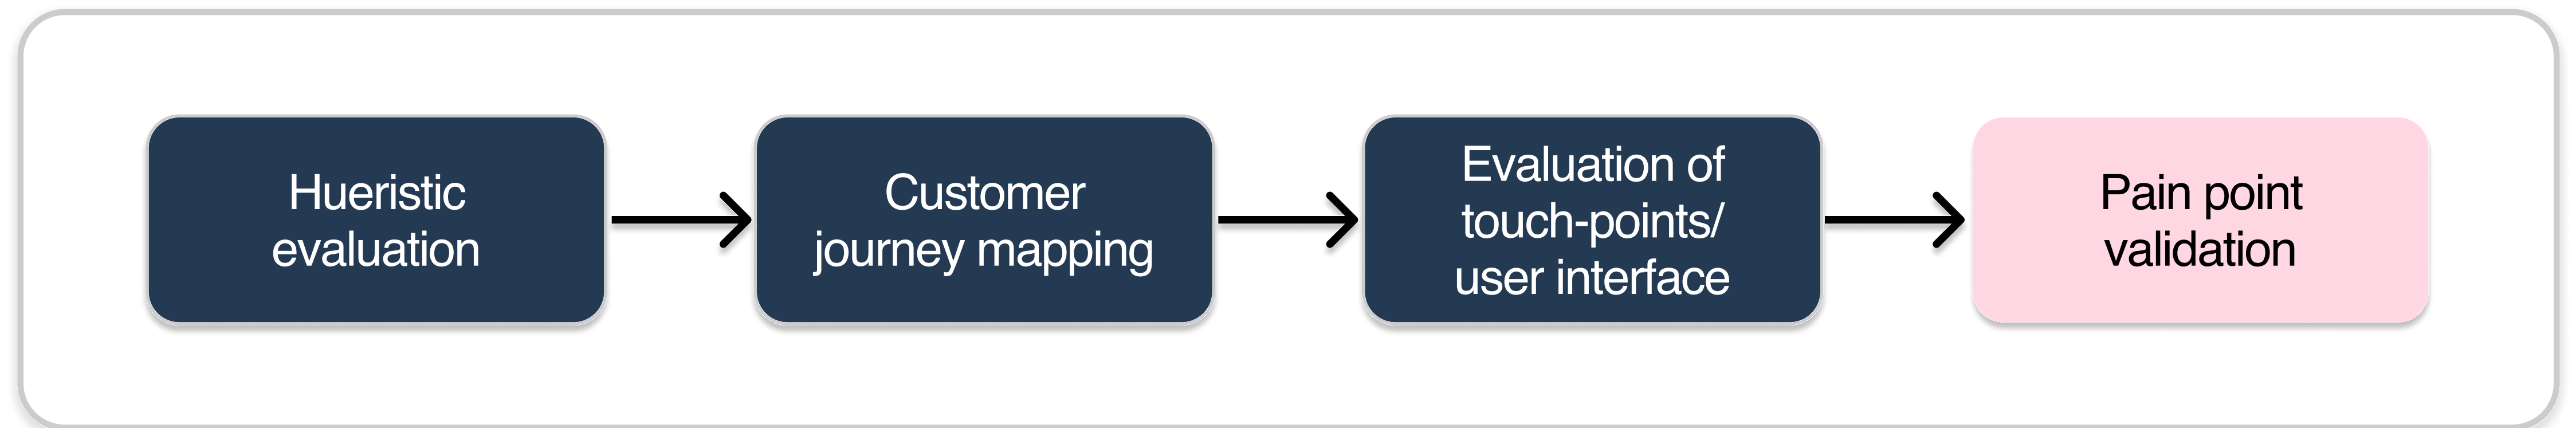 Hueristic
evaluation
Customer
journey mapping
Evaluation of
touch-points/
user interface
Pain point
validation